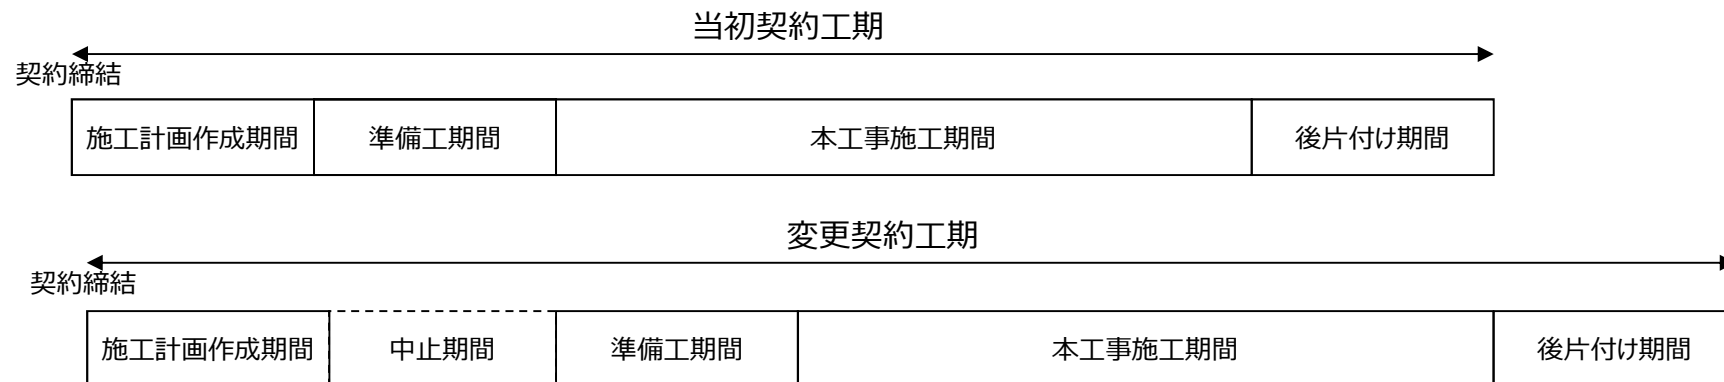 当初契約工期
契約締結
施工計画作成期間 準備工期間 本工事施工期間 後片付け期間
変更契約工期
契約締結
施工計画作成期間 中止期間 準備工期間 本工事施工期間 後片付け期間